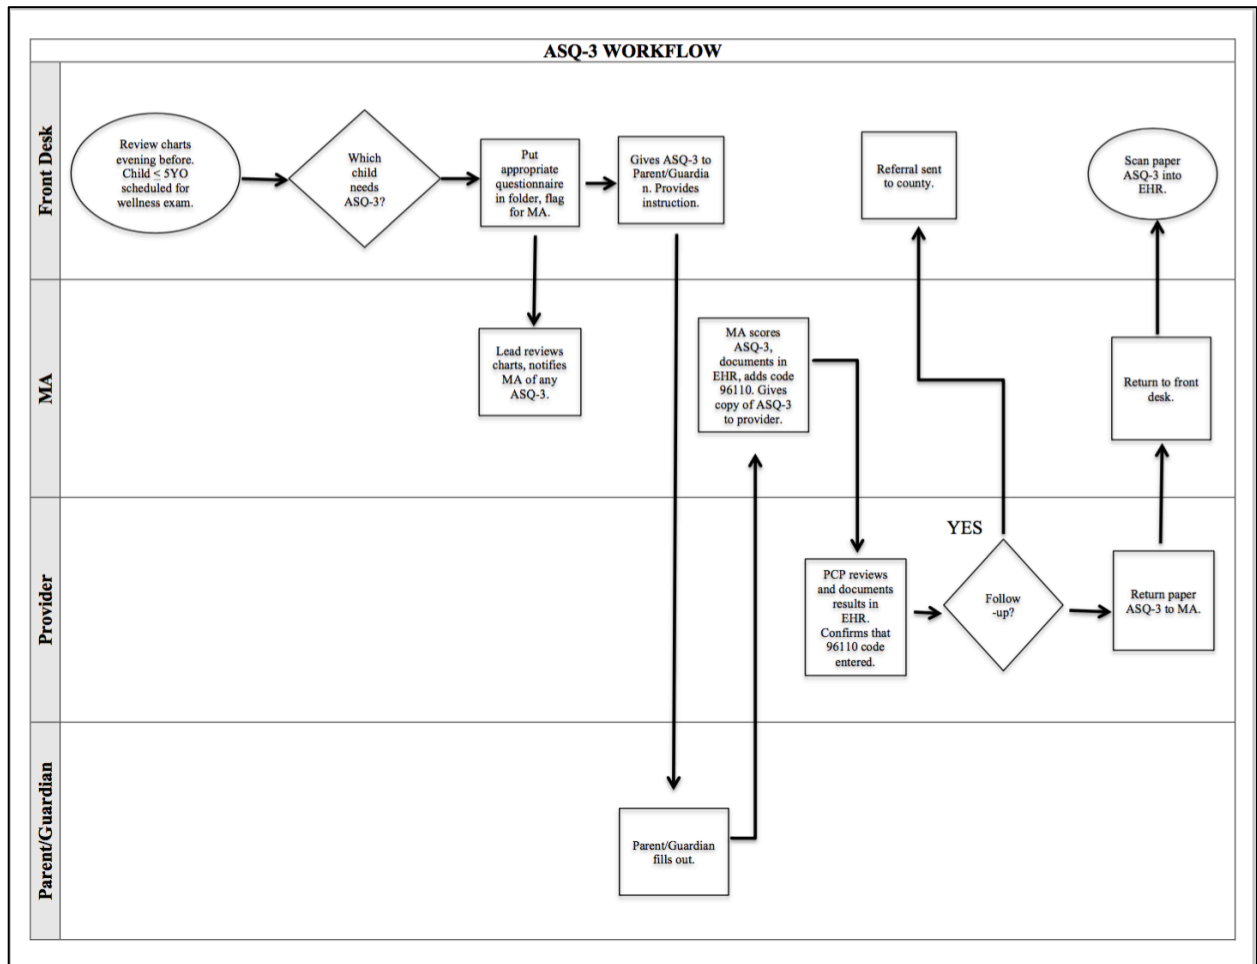 ASQ-3 WORKFLOW
Front Desk
Review charts
evening before.
Child ≤ 5YO
scheduled for
wellness exam.
Which
child
needs
ASQ-3?
Put
appropriate
questionnaire
in folder, flag
for MA.
Gives ASQ-3 to
Parent/Guardia
n. Provides
instruction.
Referral sent
to county.
Scan paper
ASQ-3 into
EHR.
MA
Lead reviews
charts, notifies
MA of any
ASQ-3.
MA scores
ASQ-3,
documents in
EHR, adds code
96110. Gives
copy of ASQ-3
to provider.
Return to front
desk.
Provider
PCP reviews
and documents
results in
EHR.
Confirms that
96110 code
entered.
YES
Follow
-up?
Return paper
ASQ-3 to MA.
Parent/Guardian
Parent/Guardian
fills out.